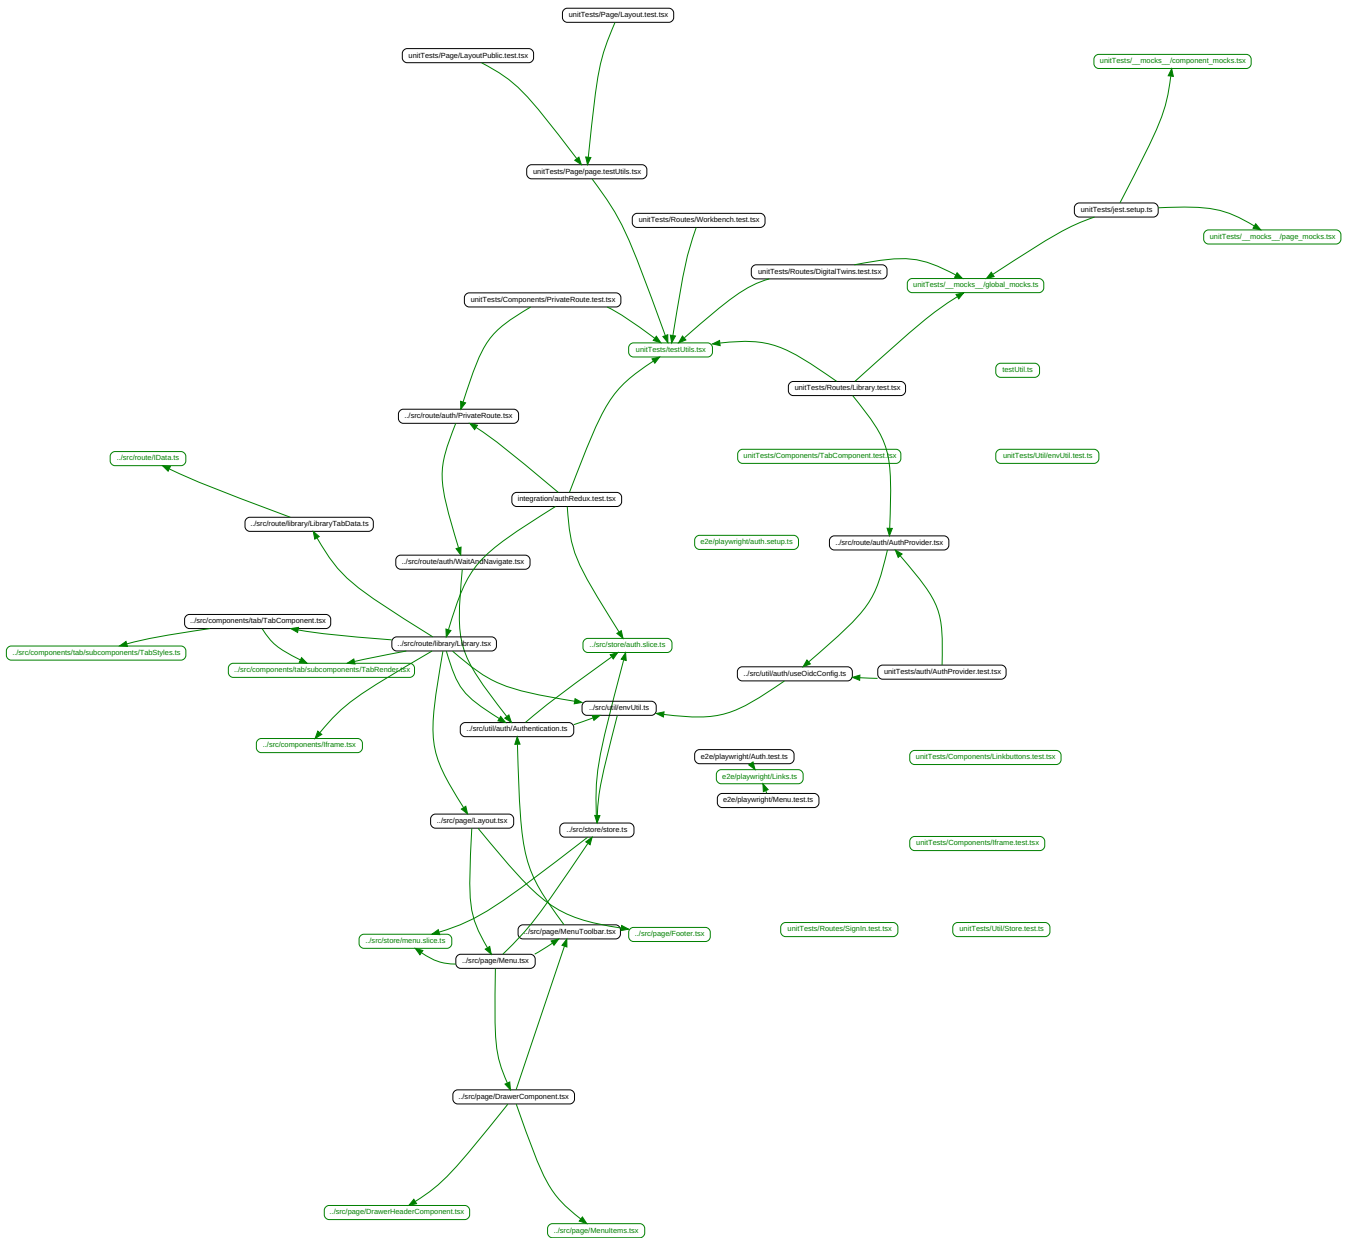 unitTests/Page/Layout.test.tsx
unitTests/Page/LayoutPublic.test.tsx
unitTests/__mocks__/component_mocks.tsx
unitTests/Page/page.testUtils.tsx
unitTests/jest.setup.ts
unitTests/Routes/Workbench.test.tsx
unitTests/__mocks__/page_mocks.tsx
unitTests/Routes/DigitalTwins.test.tsx
unitTests/__mocks__/global_mocks.ts
unitTests/Components/PrivateRoute.test.tsx
unitTests/testUtils.tsx
testUtil.ts
unitTests/Routes/Library.test.tsx
../src/route/auth/PrivateRoute.tsx
../src/route/IData.ts
unitTests/Components/TabComponent.test.tsx
unitTests/Util/envUtil.test.ts
integration/authRedux.test.tsx
../src/route/library/LibraryTabData.ts
e2e/playwright/auth.setup.ts
../src/route/auth/AuthProvider.tsx
../src/route/auth/WaitAndNavigate.tsx
../src/components/tab/TabComponent.tsx
../src/route/library/Library.tsx
../src/store/auth.slice.ts
../src/components/tab/subcomponents/TabStyles.ts
../src/components/tab/subcomponents/TabRender.tsx
../src/util/auth/useOidcConfig.ts
unitTests/auth/AuthProvider.test.tsx
../src/util/envUtil.ts
../src/util/auth/Authentication.ts
../src/components/Iframe.tsx
e2e/playwright/Auth.test.ts
unitTests/Components/Linkbuttons.test.tsx
e2e/playwright/Links.ts
e2e/playwright/Menu.test.ts
../src/page/Layout.tsx
../src/store/store.ts
unitTests/Components/Iframe.test.tsx
../src/store/menu.slice.ts
../src/page/MenuToolbar.tsx
../src/page/Footer.tsx
unitTests/Routes/SignIn.test.tsx
unitTests/Util/Store.test.ts
../src/page/Menu.tsx
../src/page/DrawerComponent.tsx
../src/page/DrawerHeaderComponent.tsx
../src/page/MenuItems.tsx